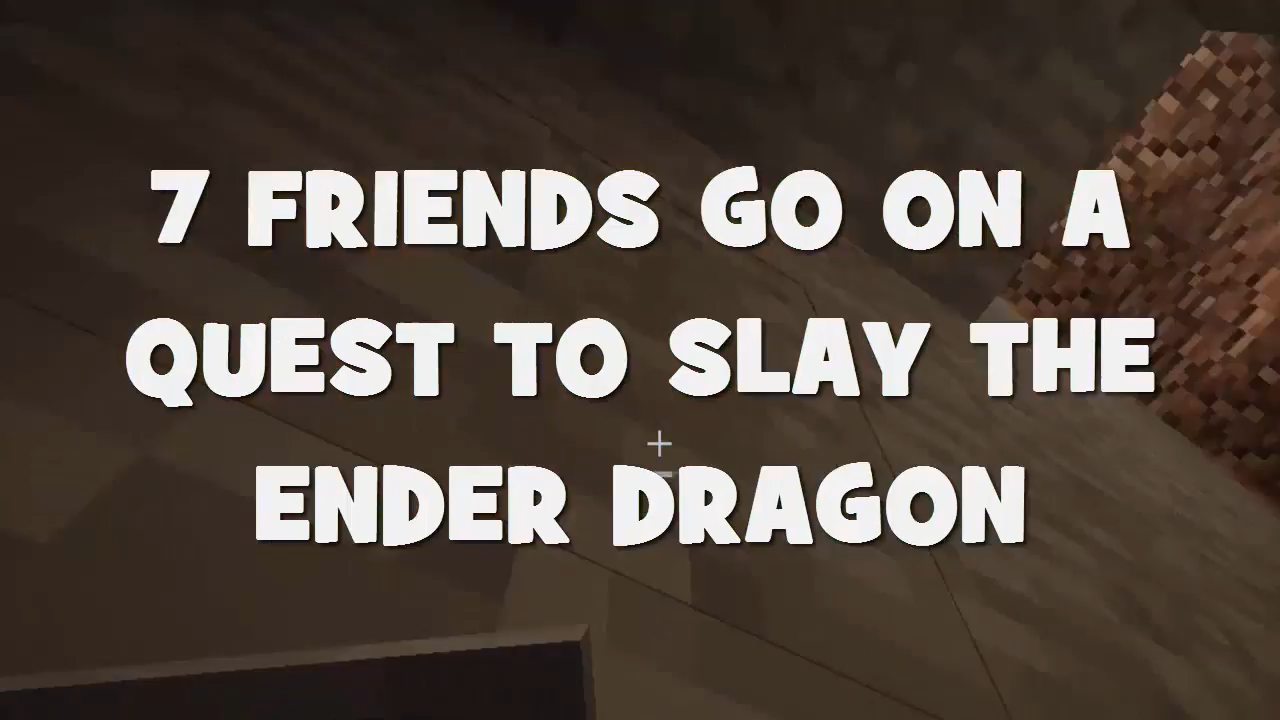 7 FRIENDS GO ON A
QUEST TO SLAY THE
ENDER DRAGON